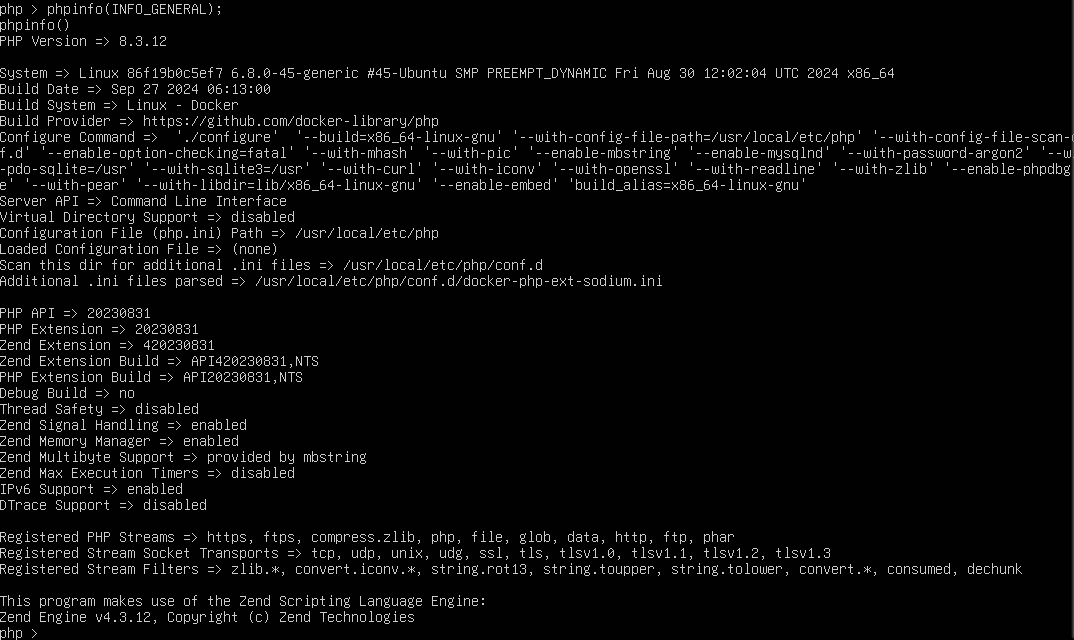 php > phpinfo(INFO_GENERAL);
phpinfo()
PHP Version => 8.3.12
System => Linux 86f19b0c5ef7 6.8.0-45-generic #45-Ubuntu SMP PREEMPT_DYNAMIC Fri Aug 30 12:02:04 UTC 2024 x86_64
Build Date => Sep 27 2024 06:13:00
Build System => Linux - Docker
Build Provider => https://github.com/docker-library/php
Configure Command =>  './configure'  '--build=x86_64-linux-gnu' '--with-config-file-path=/usr/local/etc/php' '--with-config-file-scan-
f.d' '--enable-option-checking=fatal' '--with-mhash' '--with-pic' '--enable-mbstring' '--enable-mysqlnd' '--with-password-argon2' '--w
-pdo-sqlite=/usr' '--with-sqlite3=/usr' '--with-curl' '--with-iconv' '--with-openssl' '--with-readline' '--with-zlib' '--enable-phpdbg
e' '--with-pear' '--with-libdir=lib/x86_64-linux-gnu' '--enable-embed' 'build_alias=x86_64-linux-gnu'
Server API => Command Line Interface
Virtual Directory Support => disabled
Configuration File (php.ini) Path => /usr/local/etc/php
Loaded Configuration File => (none)
Scan this dir for additional .ini files => /usr/local/etc/php/conf.d
Additional .ini files parsed => /usr/local/etc/php/conf.d/docker-php-ext-sodium.ini
PHP API => 20230831
PHP Extension => 20230831
Zend Extension => 420230831
Zend Extension Build => API420230831,NTS
PHP Extension Build => API20230831,NTS
Debug Build => no
Thread Safety => disabled
Zend Signal Handling => enabled
Zend Memory Manager => enabled
Zend Multibyte Support => provided by mbstring
Zend Max Execution Timers => disabled
IPv6 Support => enabled
DTrace Support => disabled
Registered PHP Streams => https, ftps, compress.zlib, php, file, glob, data, http, ftp, phar
Registered Stream Socket Transports => tcp, udp, unix, udg, ssl, tls, tlsv1.0, tlsv1.1, tlsv1.2, tlsv1.3
Registered Stream Filters => zlib.*, convert.iconv.*, string.rot13, string.toupper, string.tolower, convert.*, consumed, dechunk
This program makes use of the Zend Scripting Language Engine:
Zend Engine v4.3.12, Copyright (c) Zend Technologies
php >